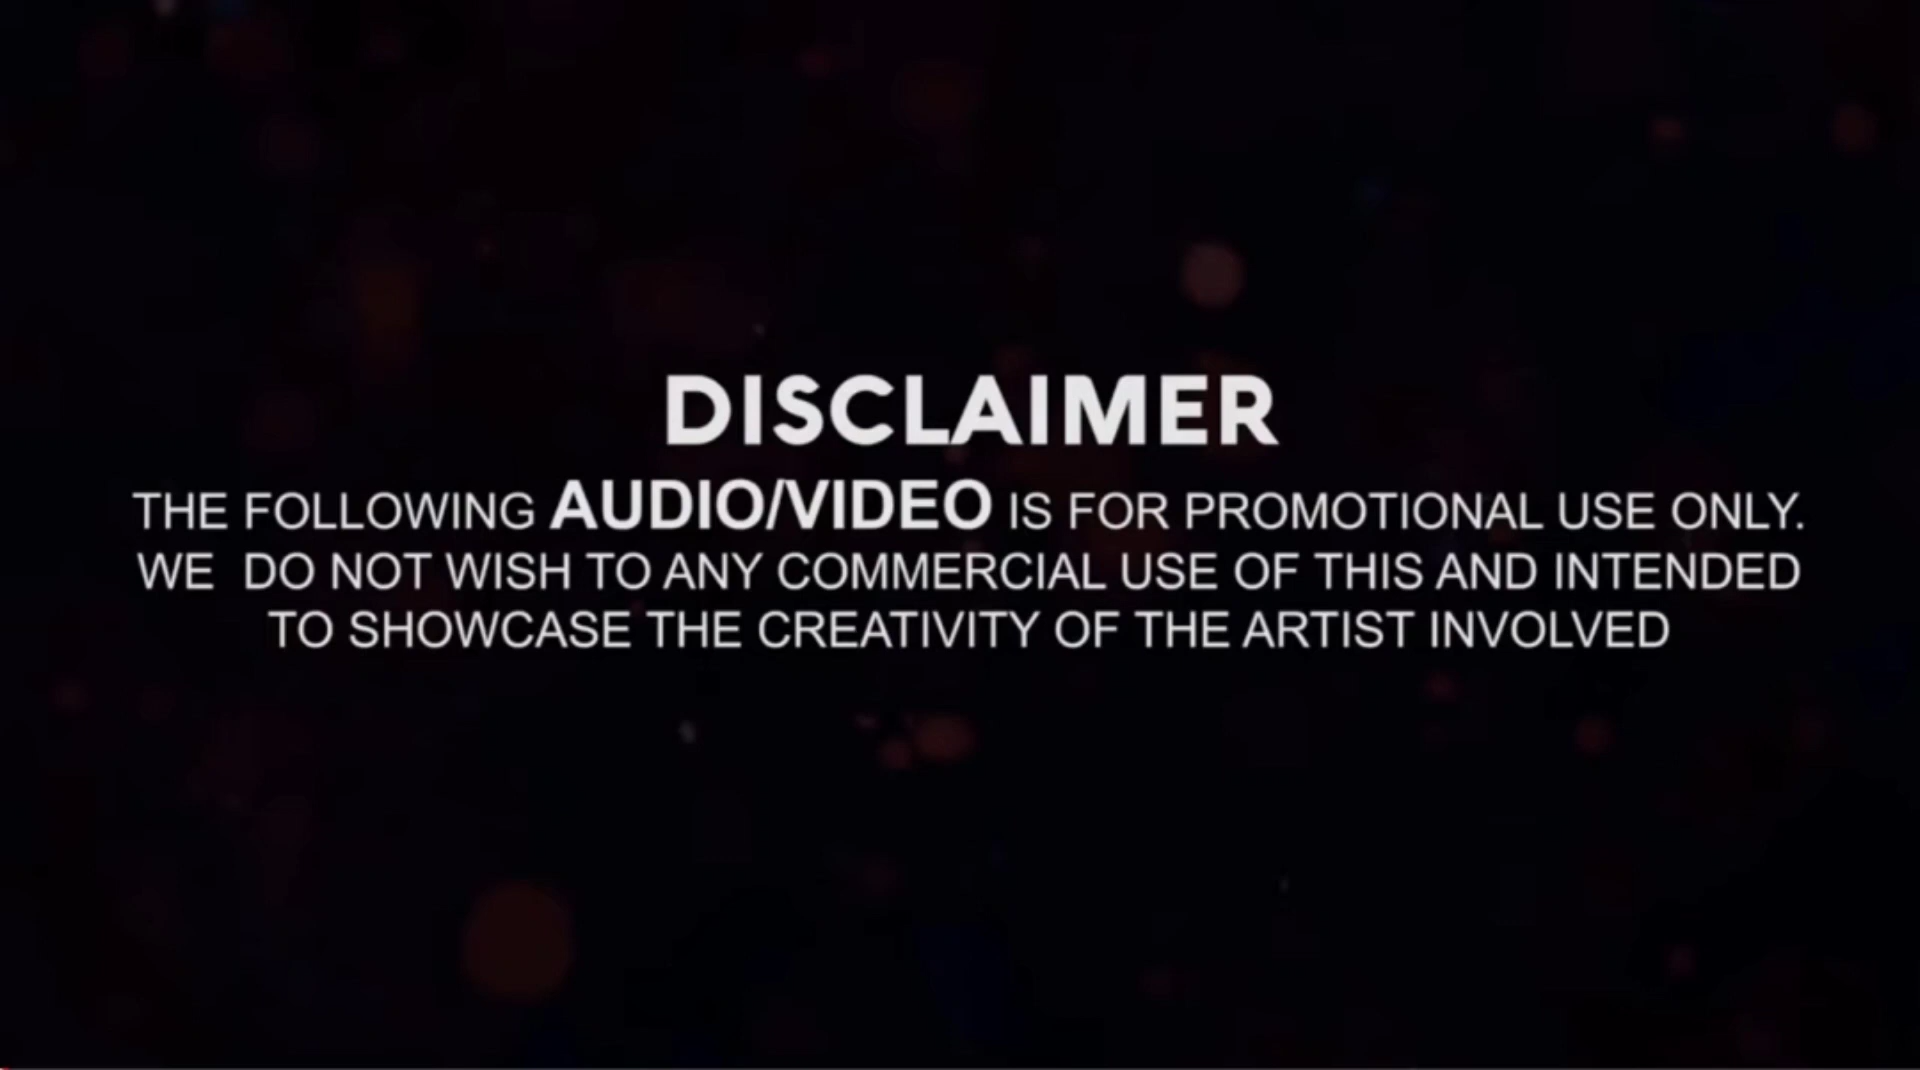 DISCLAIMER
THE FOLLOWING AUDIO/VIDEO IS FOR PROMOTIONAL USE ONLY.
WE  DO NOT WISH TO ANY COMMERCIAL USE OF THIS AND INTENDED
TO SHOWCASE THE CREATIVITY OF THE ARTIST INVOLVED